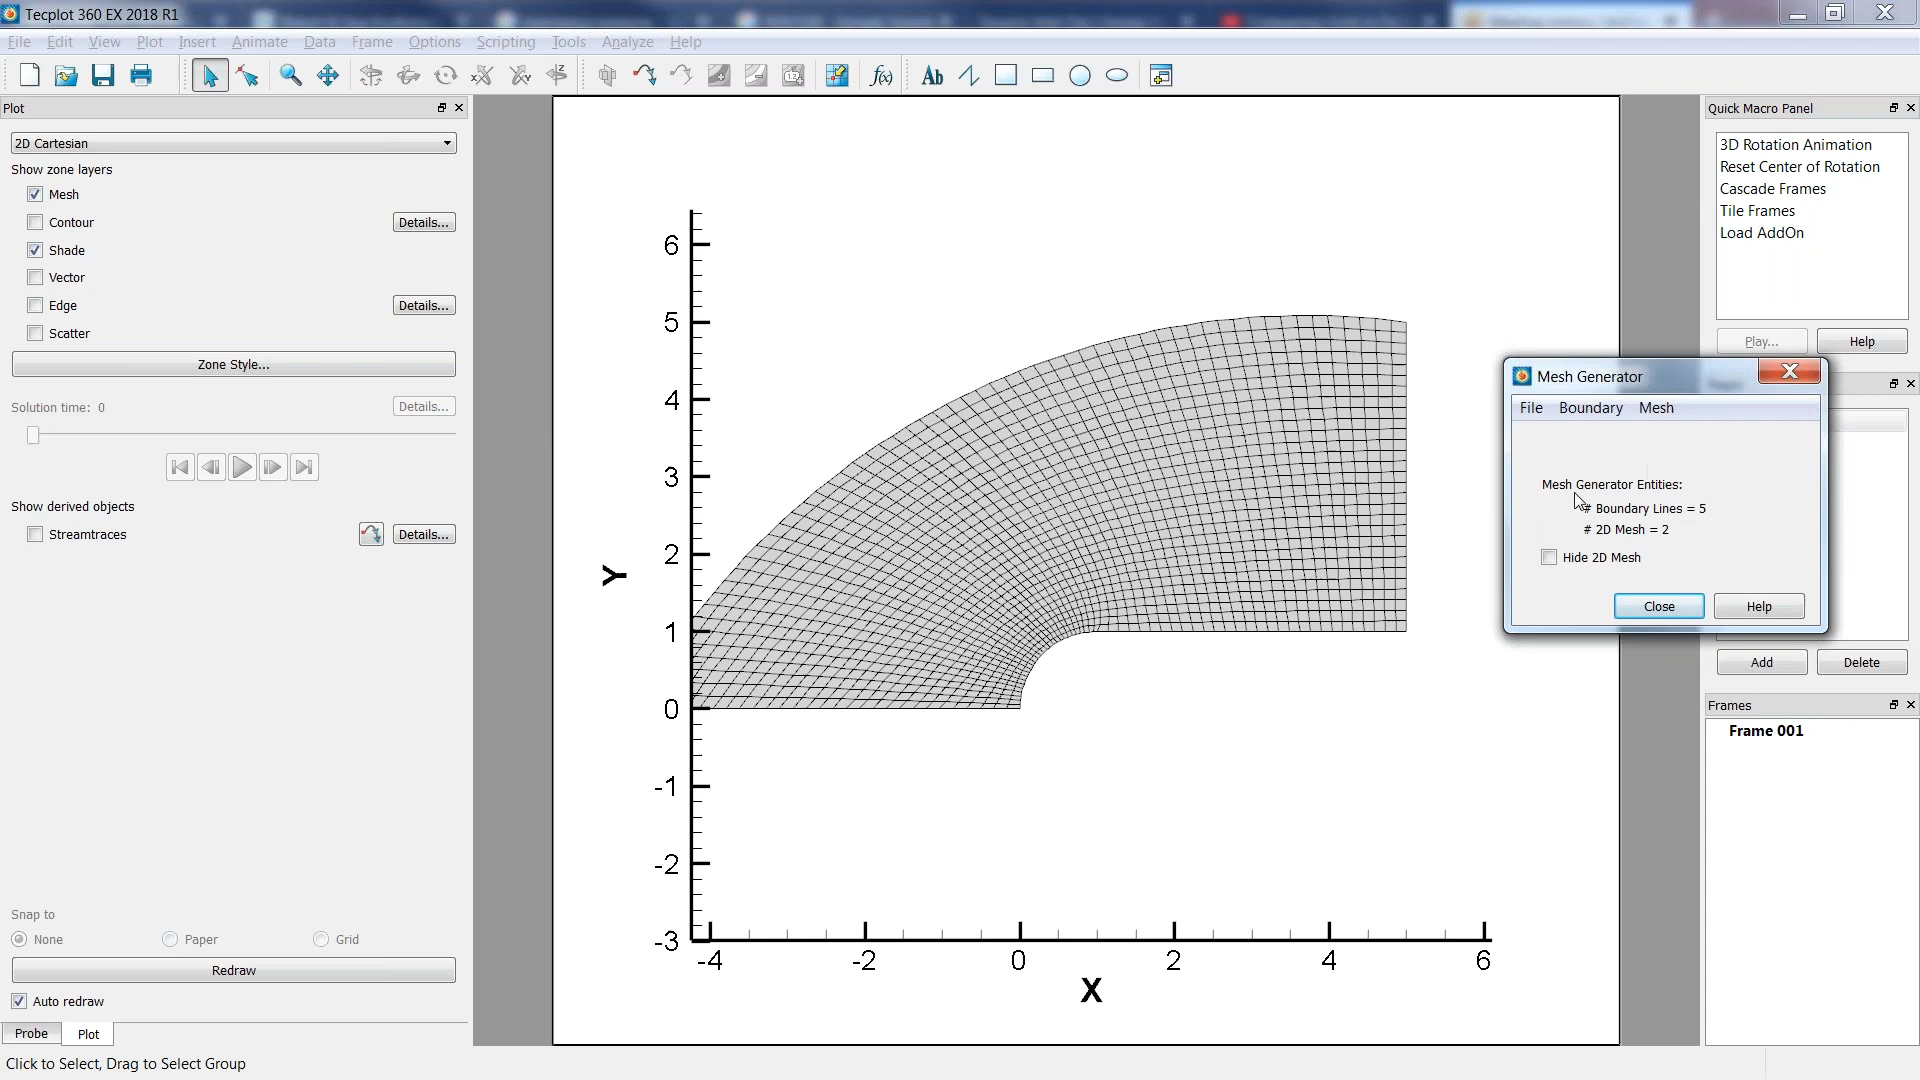 Tecplot 360 EX 2018 R1
File Edit View Plot Insert Animate Data Frame Options Scripting Tools Analyze Help
Plot
2D Cartesian
Show zone layers
Mesh
Contour Details...
Shade
Vector
Edge Details...
Scatter
Zone Style...
Solution time: 0 Details...
Show derived objects
Streamtraces Details...
Snap to
None Paper Grid
Redraw
Auto redraw
Probe Plot
Click to Select, Drag to Select Group
6
5
4
3
2
1
0
-1
-2
-3
Y
-4 -2 0 2 4 6
X
Quick Macro Panel
3D Rotation Animation
Reset Center of Rotation
Cascade Frames
Tile Frames
Load AddOn
Play... Help
Mesh Generator
File Boundary Mesh
Mesh Generator Entities:
# Boundary Lines = 5
# 2D Mesh = 2
Hide 2D Mesh
Close Help
Add Delete
Frames
Frame 001